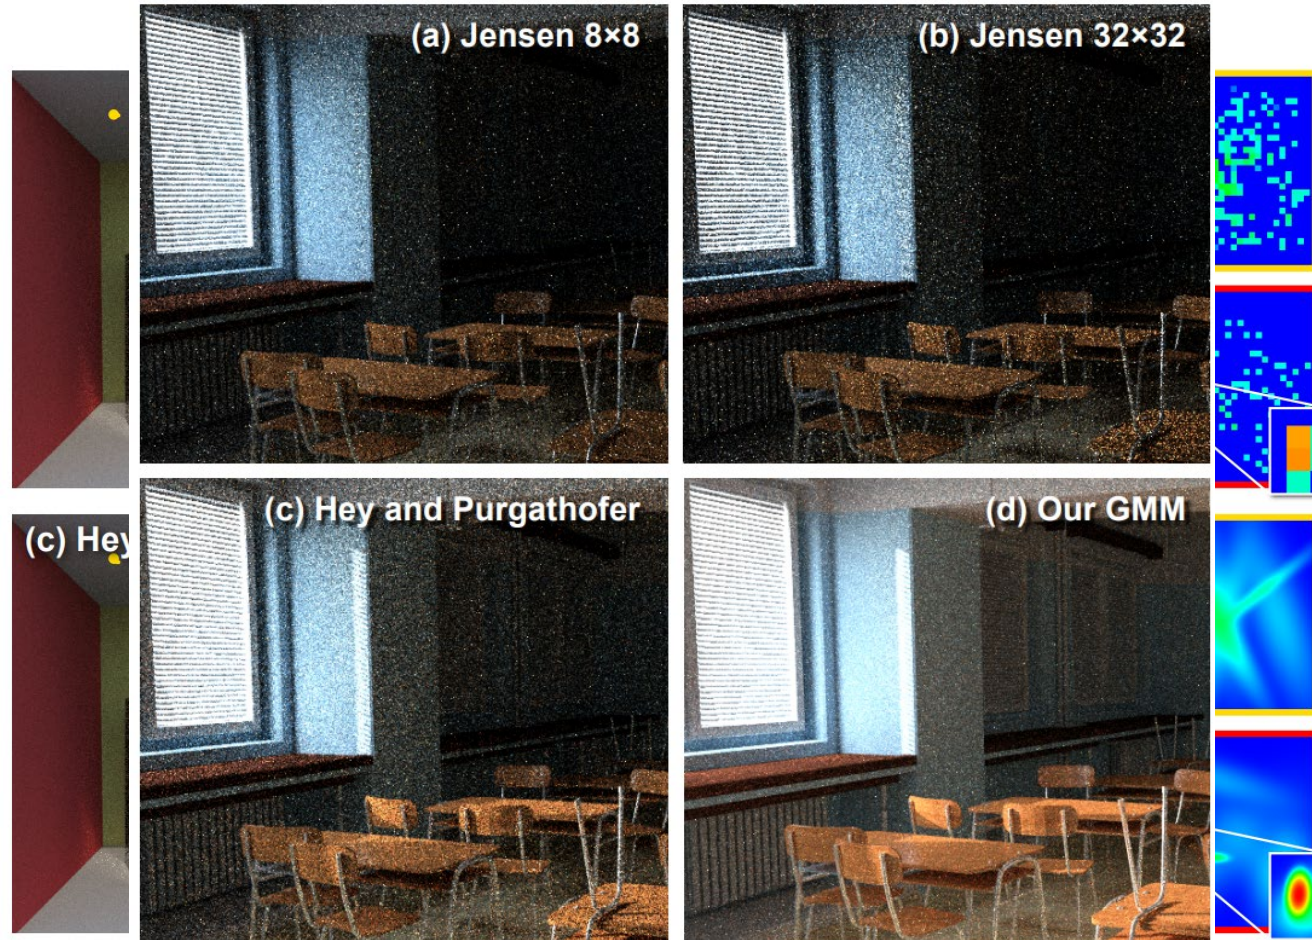 (a) Jensen 8×8
(b) Jensen 32×32
(c) Hey
(c) Hey and Purgathofer
(d) Our GMM